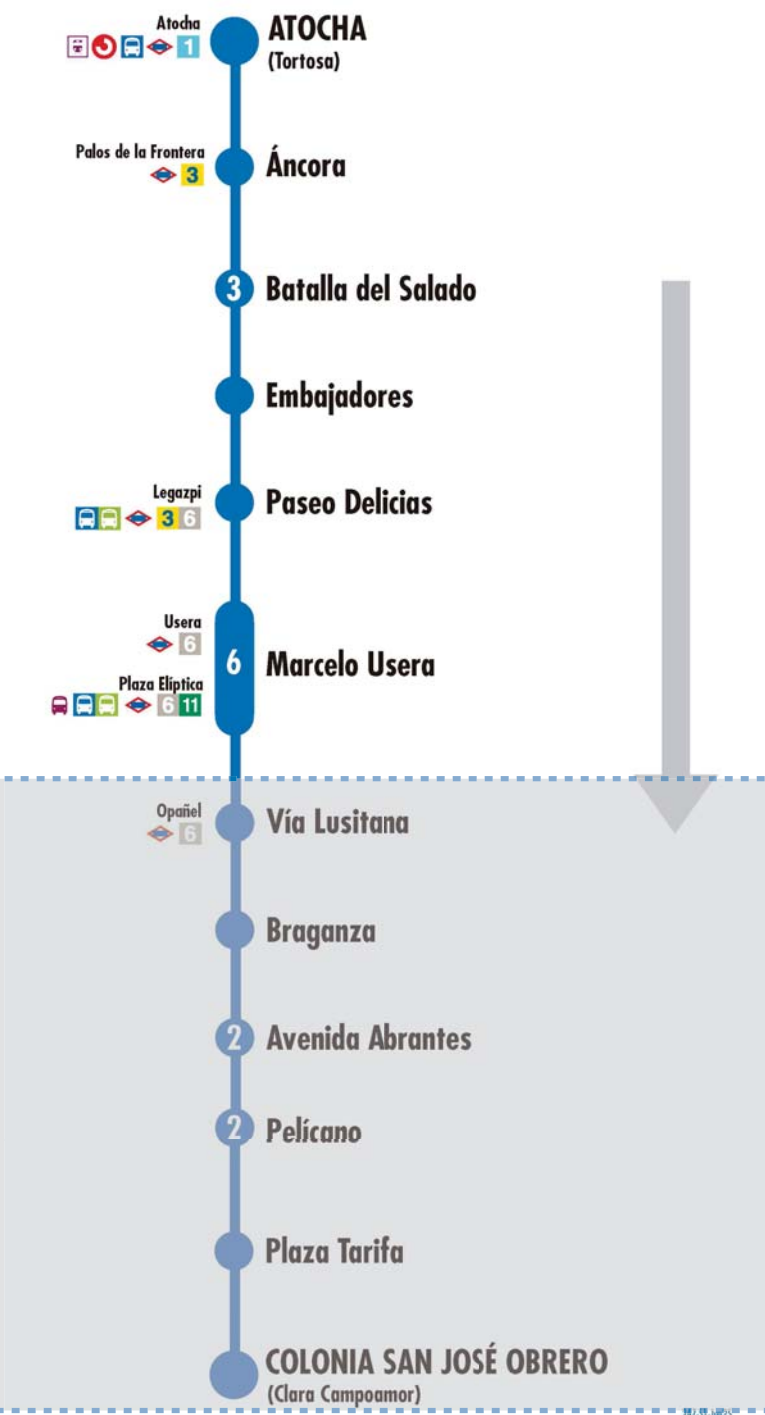 Atocha
1
ATOCHA
(Tortosa)
Palos de la Frontera
3
Áncora
3
Batalla del Salado
Embajadores
Legazpi
3 6
Paseo Delicias
Usera
6
Plaza Elíptica
6 11
6
Marcelo Usera
Opañel
6
Vía Lusitana
Braganza
2
Avenida Abrantes
2
Pelícano
Plaza Tarifa
COLONIA SAN JOSÉ OBRERO
(Clara Campoamor)